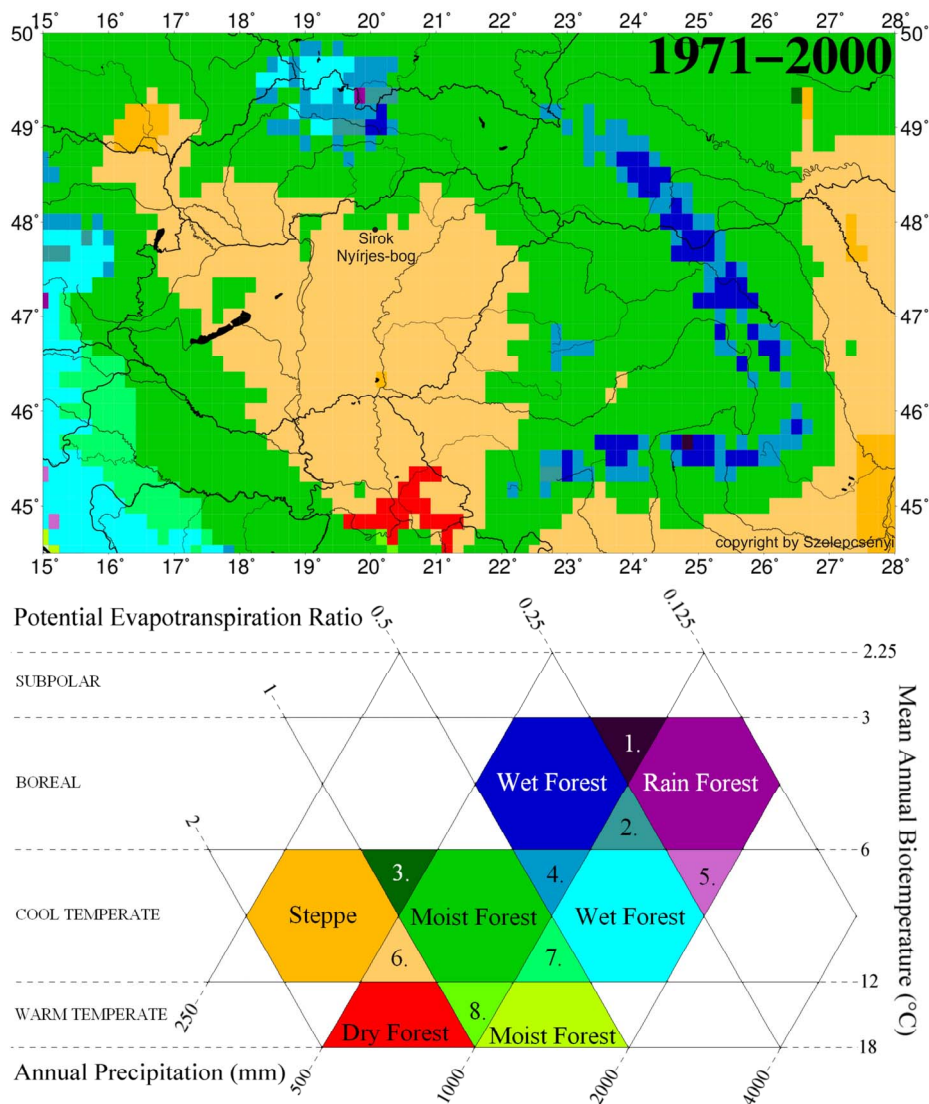 1971–2000
50˚
49˚
48˚
47˚
46˚
45˚
50˚
49˚
48˚
47˚
46˚
45˚
Sirok
Nyírjes-bog
copyright by Szelepcsényi
15˚ 16˚ 17˚ 18˚ 19˚ 20˚ 21˚ 22˚ 23˚ 24˚ 25˚ 26˚ 27˚ 28˚
15˚ 16˚ 17˚ 18˚ 19˚ 20˚ 21˚ 22˚ 23˚ 24˚ 25˚ 26˚ 27˚ 28˚
Potential Evapotranspiration Ratio
0.5
0.25
0.125
1
2
SUBPOLAR
BOREAL
COOL TEMPERATE
WARM TEMPERATE
Wet Forest
1.
Rain Forest
2.
3.
4.
5.
Steppe
Moist Forest
Wet Forest
6.
7.
8.
Dry Forest
Moist Forest
2.25
3
6
12
18
Mean Annual Biotemperature (°C)
Annual Precipitation (mm)
250
500
1000
2000
4000